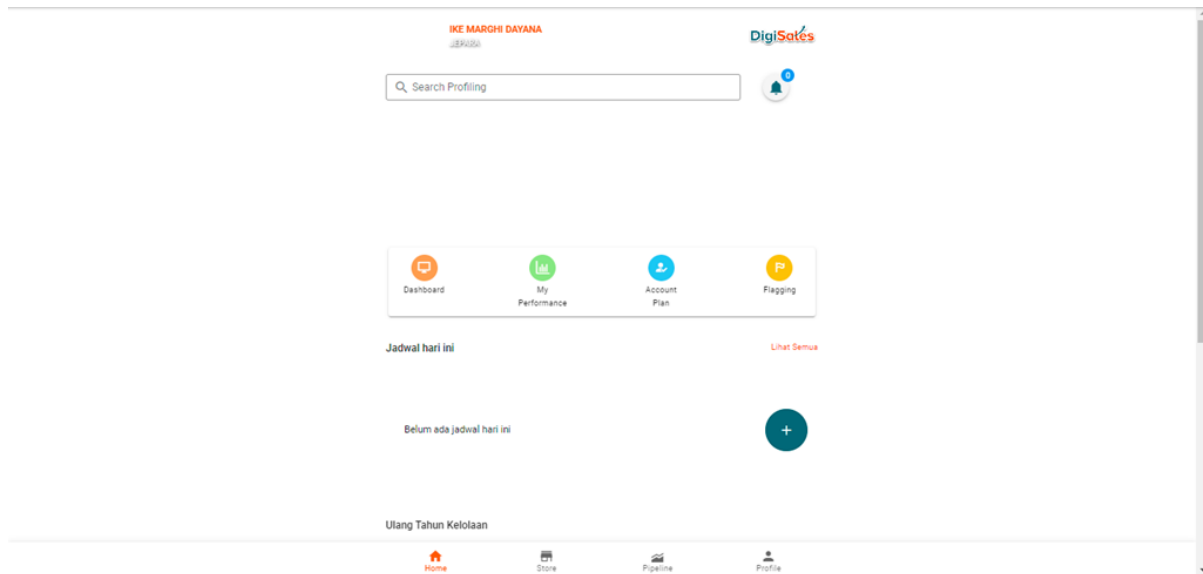 IKE MARGHI DAYANA
JEPARA
DigiSales
Search Profiling
0
Dashboard
My
Performance
Account
Plan
Flagging
Jadwal hari ini
Lihat Semua
Belum ada jadwal hari ini
+
Ulang Tahun Kelolaan
Home
Store
Pipeline
Profile